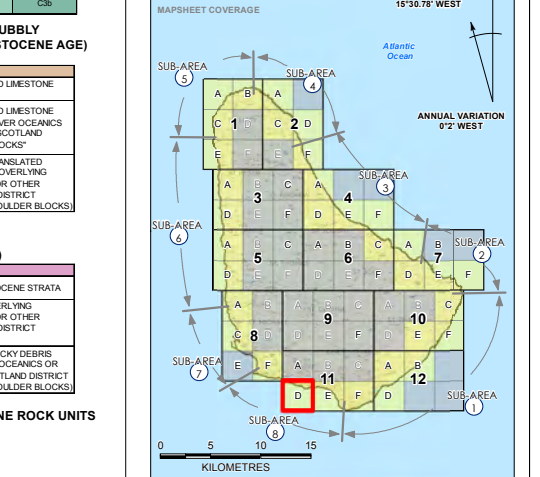 C3b
UBBLY
STOCENE AGE)
D LIMESTONE
D LIMESTONE
VER OCEANICS
SCOTLAND
OCKS"
ANSLATED
OVERLYING
OR OTHER
DISTRICT
OULDER BLOCKS)
)
OCENE STRATA
ERLYING
OR OTHER
DISTRICT
CKY DEBRIS
OCEANICS OR
TLAND DISTRICT
OULDER BLOCKS)
NE ROCK UNITS
MAPSHEET COVERAGE
15°30.78' WEST
Atlantic
Ocean
ANNUAL VARIATION
0°2' WEST
SUB-AREA
5
SUB-AREA
4
A B A
C 1 D C 2 D
E F E F
SUB-AREA
3
A B C A
3 4
D E F D E F
SUB-AREA
6
SUB-AREA
2
A B C A B C A B
5 6 7
D E F D E F D E F
A B A B C A B C
9 10
C D 8 D E F D E F
SUB-AREA
7
E F A B C A B
11 12
D E F D
SUB-AREA
1
SUB-AREA
8
0 5 10 15
KILOMETRES